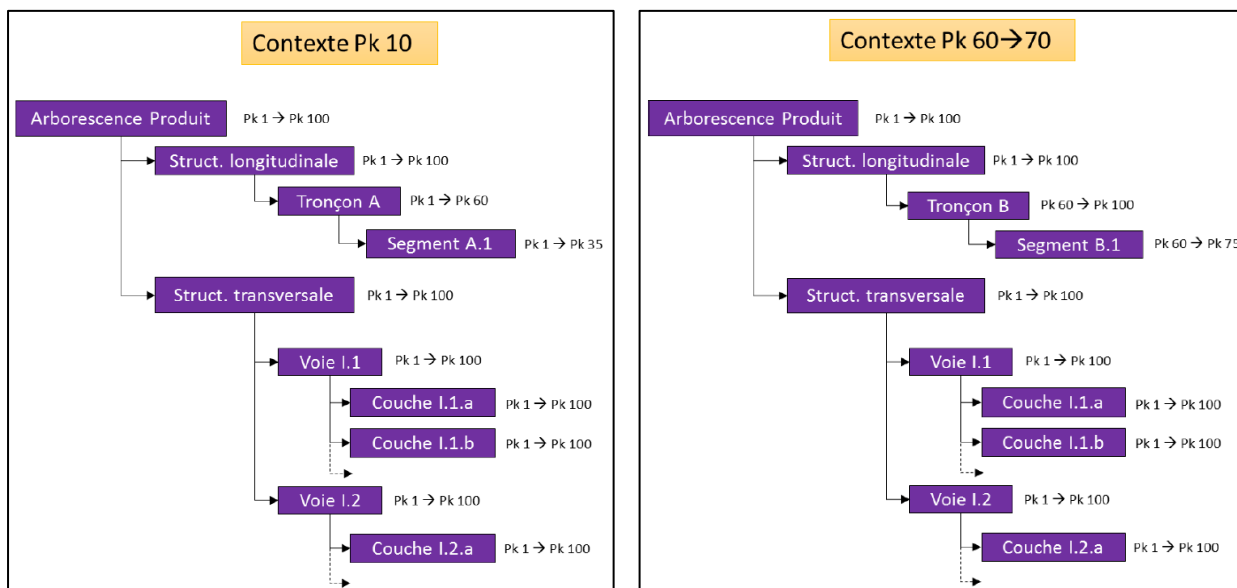 Contexte Pk 10
Arborescence Produit Pk 1 → Pk 100
Struct. longitudinale Pk 1 → Pk 100
Tronçon A Pk 1 → Pk 60
Segment A.1 Pk 1 → Pk 35
Struct. transversale Pk 1 → Pk 100
Voie I.1 Pk 1 → Pk 100
Couche I.1.a Pk 1 → Pk 100
Couche I.1.b Pk 1 → Pk 100
Voie I.2 Pk 1 → Pk 100
Couche I.2.a Pk 1 → Pk 100
Contexte Pk 60→70
Arborescence Produit Pk 1 → Pk 100
Struct. longitudinale Pk 1 → Pk 100
Tronçon B Pk 60 → Pk 100
Segment B.1 Pk 60 → Pk 75
Struct. transversale Pk 1 → Pk 100
Voie I.1 Pk 1 → Pk 100
Couche I.1.a Pk 1 → Pk 100
Couche I.1.b Pk 1 → Pk 100
Voie I.2 Pk 1 → Pk 100
Couche I.2.a Pk 1 → Pk 100